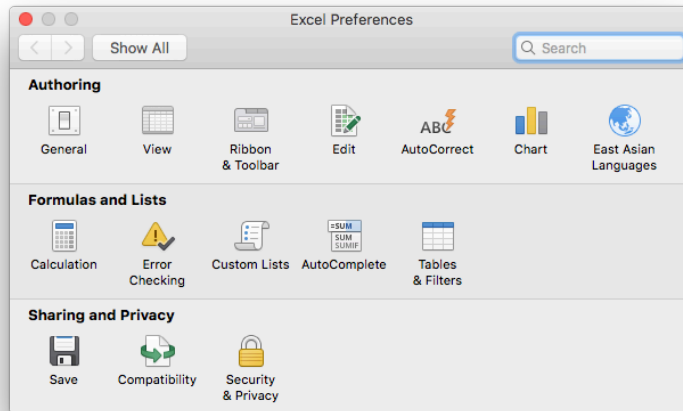 Excel Preferences
Show All
Search
Authoring
General
View
Ribbon
& Toolbar
Edit
ABC
AutoCorrect
Chart
East Asian
Languages
Formulas and Lists
Calculation
Error
Checking
Custom Lists
=SUM
SUM
SUMIF
AutoComplete
Tables
& Filters
Sharing and Privacy
Save
Compatibility
Security
& Privacy